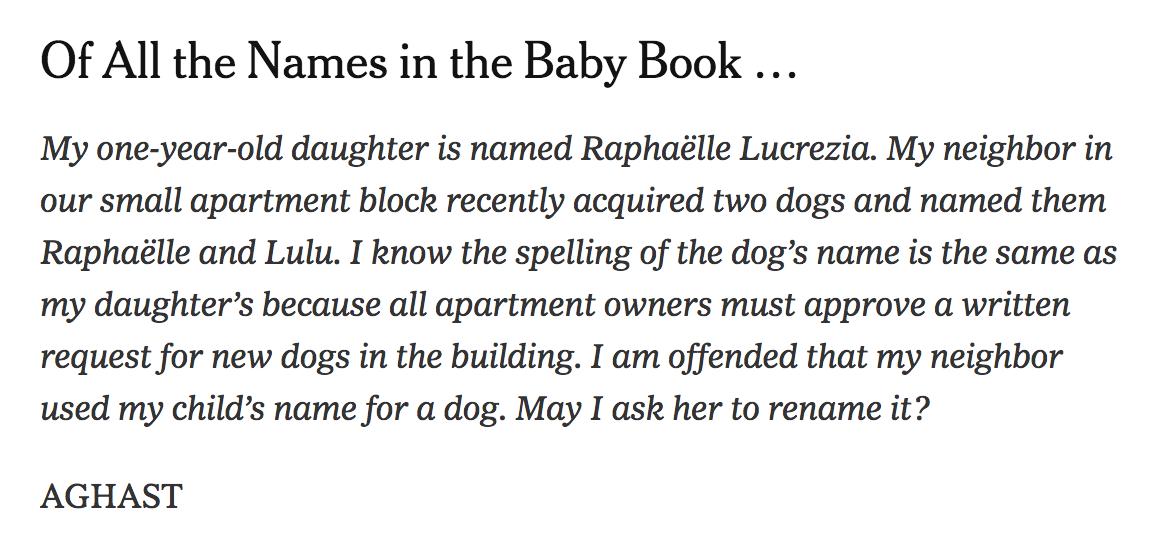 Of All the Names in the Baby Book …
My one-year-old daughter is named Raphaëlle Lucrezia. My neighbor in
our small apartment block recently acquired two dogs and named them
Raphaëlle and Lulu. I know the spelling of the dog’s name is the same as
my daughter’s because all apartment owners must approve a written
request for new dogs in the building. I am offended that my neighbor
used my child’s name for a dog. May I ask her to rename it?
AGHAST